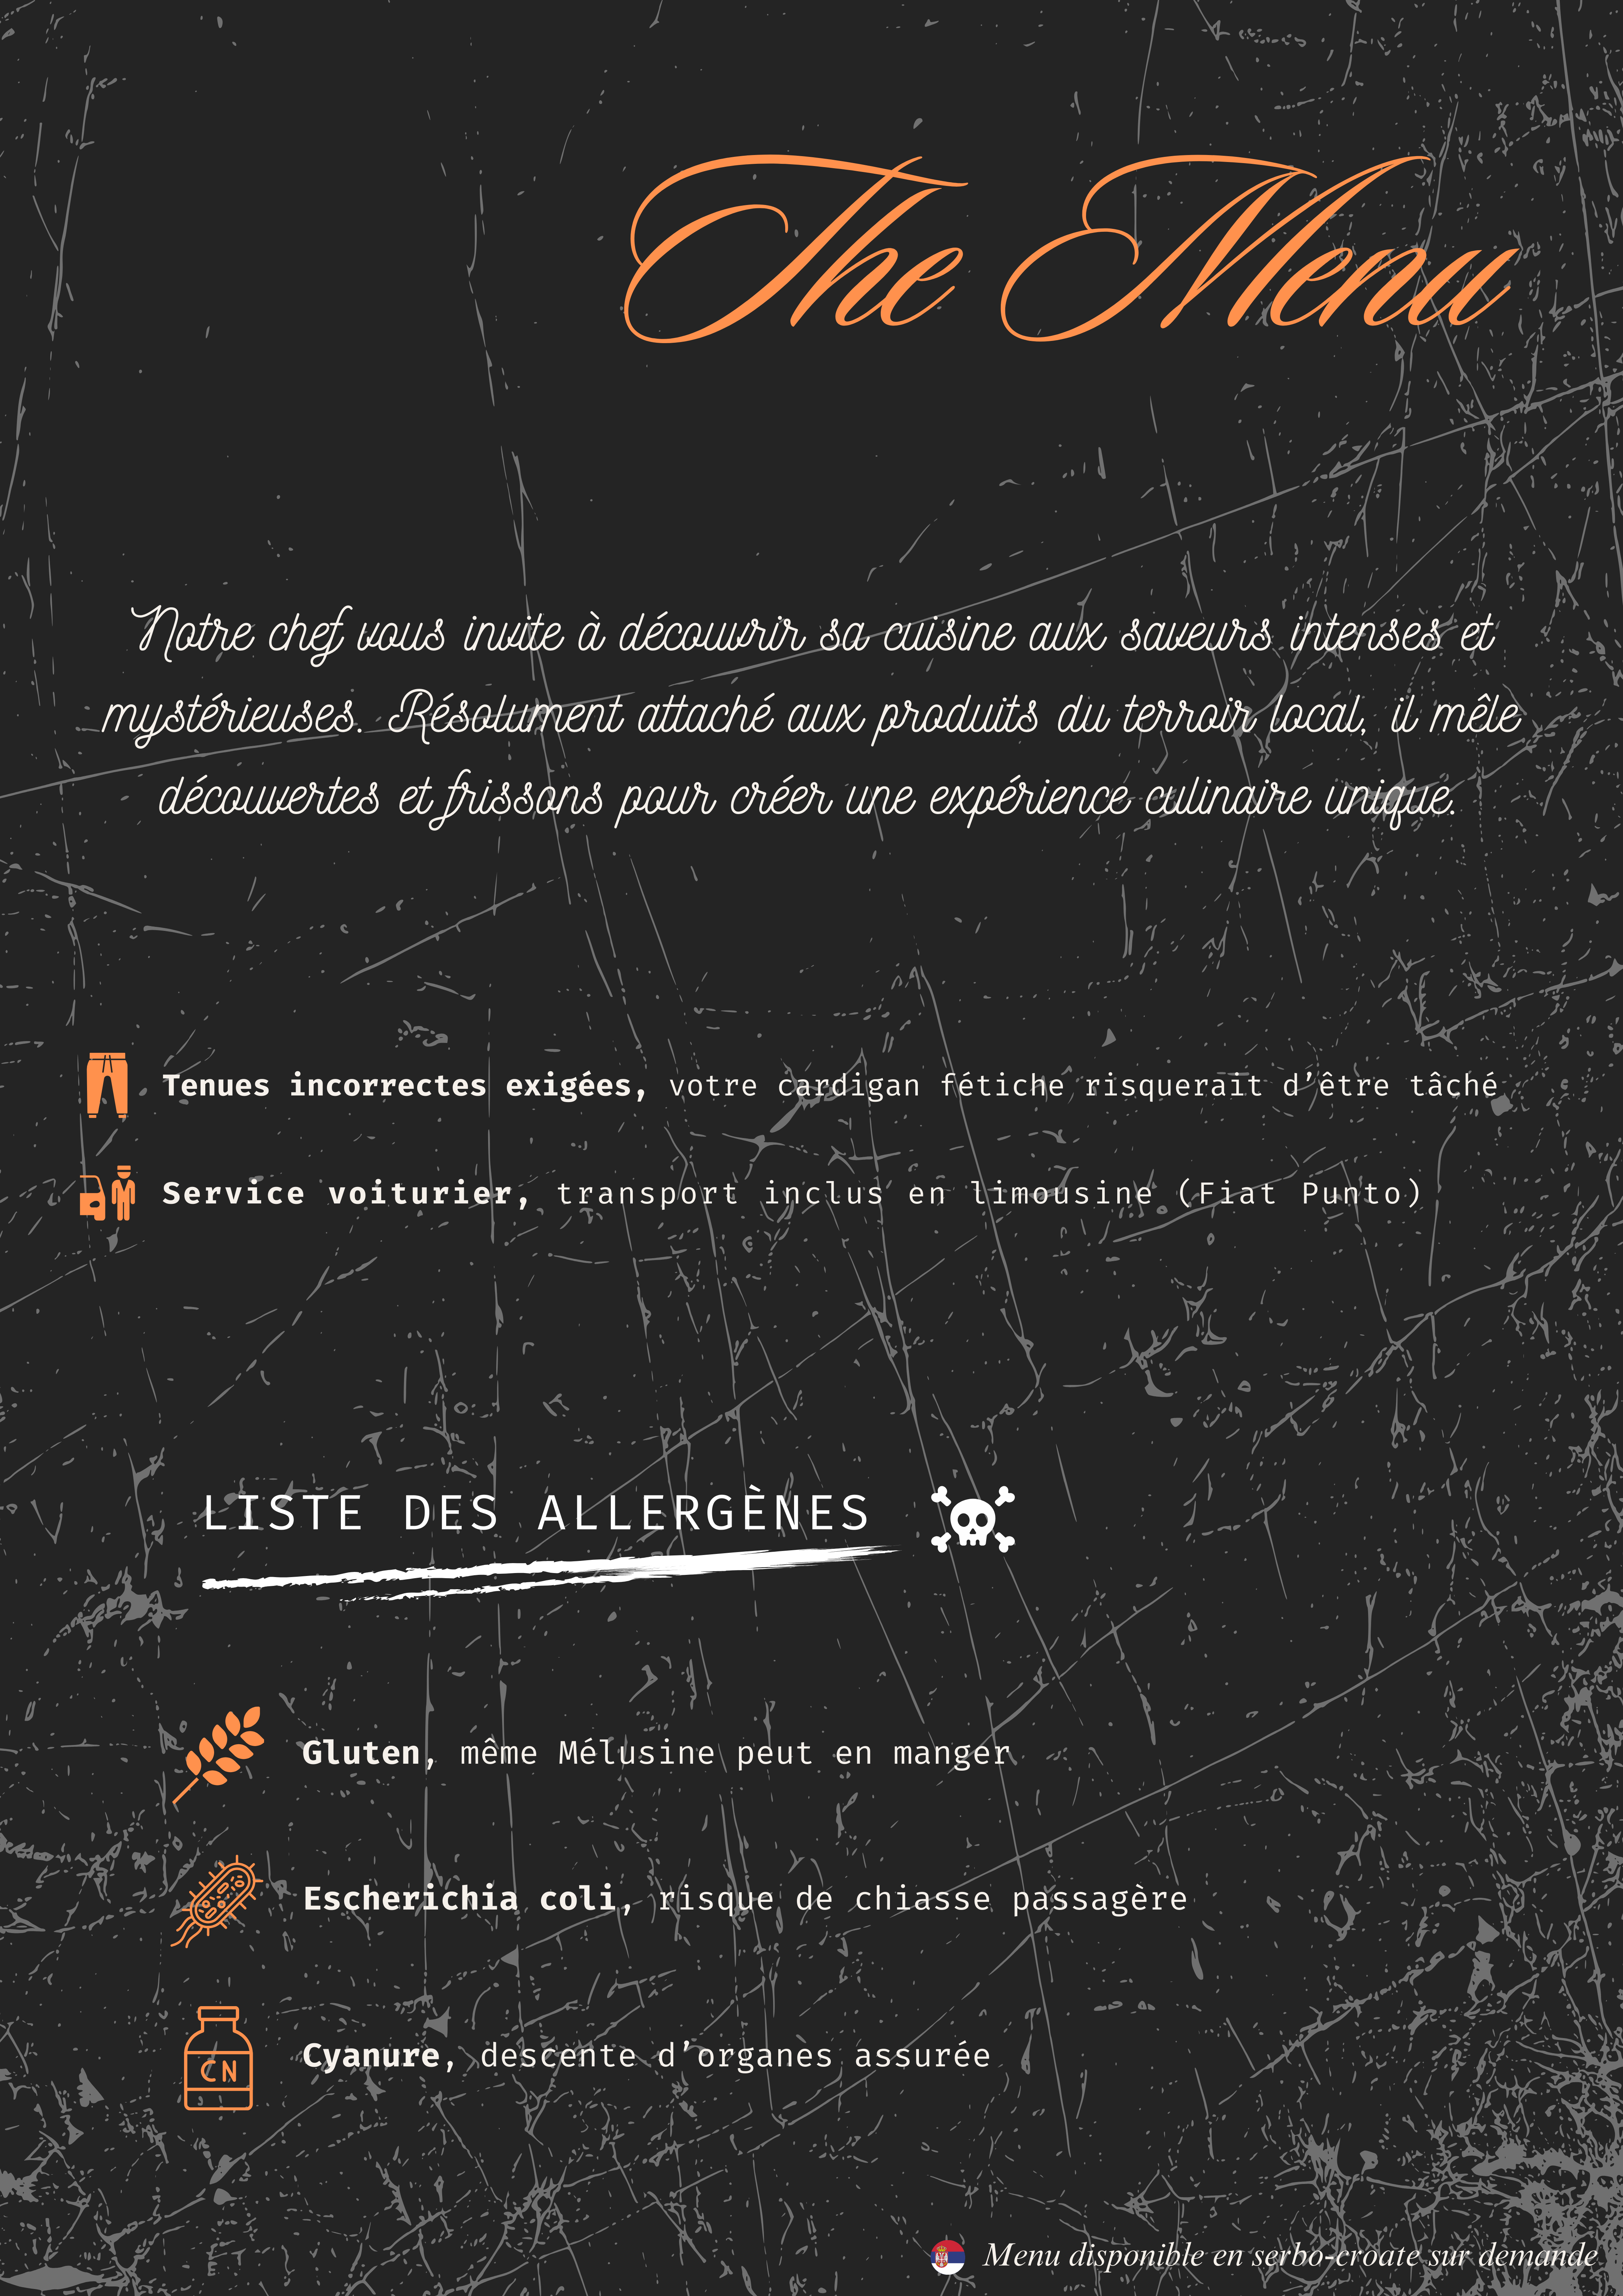 The Menu
Notre chef vous invite à découvrir sa cuisine aux saveurs intenses et
mystérieuses. Résolument attaché aux produits du terroir local, il mêle
découvertes et frissons pour créer une expérience culinaire unique.
Tenues incorrectes exigées, votre cardigan fétiche risquerait d’être tâché
Service voiturier, transport inclus en limousine (Fiat Punto)
LISTE DES ALLERGÈNES
Gluten, même Mélusine peut en manger
Escherichia coli, risque de chiasse passagère
CN
Cyanure, descente d’organes assurée
Menu disponible en serbo-croate sur demande